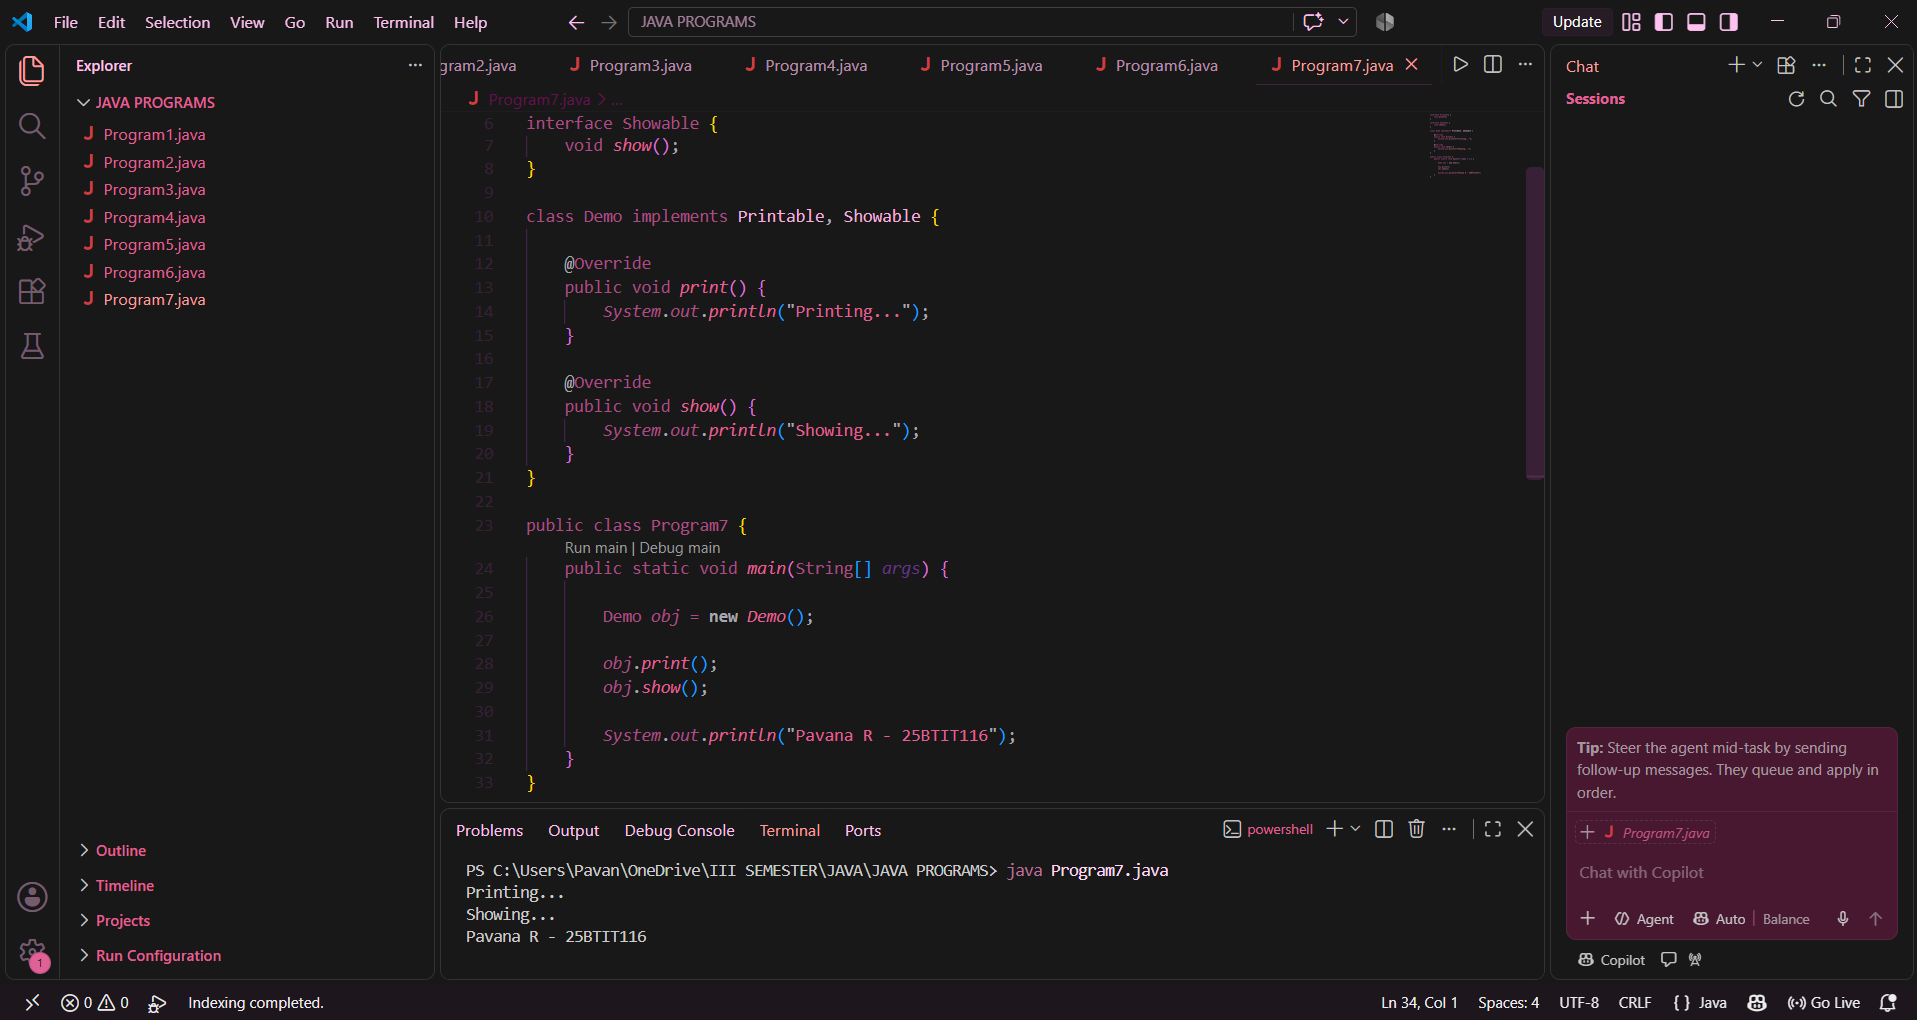 File Edit Selection View Go Run Terminal Help
JAVA PROGRAMS
Update
Explorer
JAVA PROGRAMS
Program1.java
Program2.java
Program3.java
Program4.java
Program5.java
Program6.java
Program7.java
Outline
Timeline
Projects
Run Configuration
gram2.java Program3.java Program4.java Program5.java Program6.java Program7.java
Program7.java > ...
6 interface Showable {
7 void show();
8 }
9
10 class Demo implements Printable, Showable {
11
12 @Override
13 public void print() {
14 System.out.println("Printing...");
15 }
16
17 @Override
18 public void show() {
19 System.out.println("Showing...");
20 }
21 }
22
23 public class Program7 {
Run main | Debug main
24 public static void main(String[] args) {
25
26 Demo obj = new Demo();
27
28 obj.print();
29 obj.show();
30
31 System.out.println("Pavana R - 25BTIT116");
32 }
33 }
Problems Output Debug Console Terminal Ports
powershell
PS C:\Users\Pavan\OneDrive\III SEMESTER\JAVA\JAVA PROGRAMS> java Program7.java
Printing...
Showing...
Pavana R - 25BTIT116
Chat
Sessions
Tip: Steer the agent mid-task by sending
follow-up messages. They queue and apply in
order.
Program7.java
Chat with Copilot
Agent Auto | Balance
Copilot
1
0 0 Indexing completed.
Ln 34, Col 1 Spaces: 4 UTF-8 CRLF { } Java Go Live